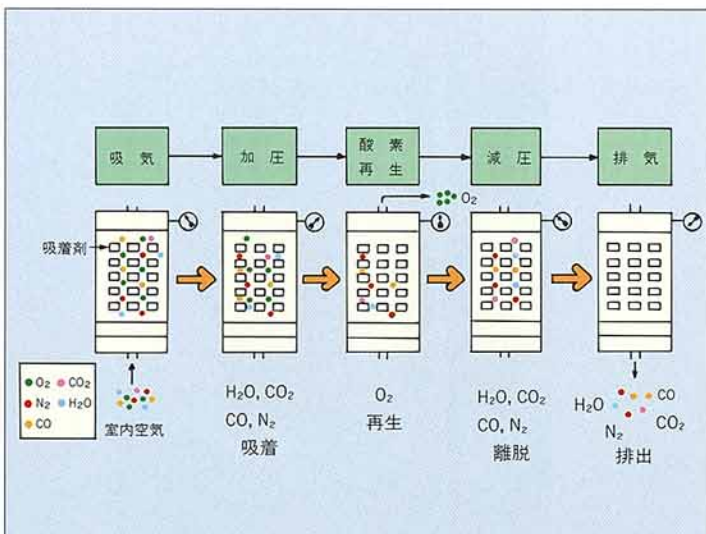 吸気
加圧
酸素
再生
減圧
排気
O₂
吸着剤
O₂
CO₂
N₂
H₂O
CO
室内空気
H₂O, CO₂
CO, N₂
吸着
O₂
再生
H₂O, CO₂
CO, N₂
離脱
H₂O
CO
N₂
CO₂
排出